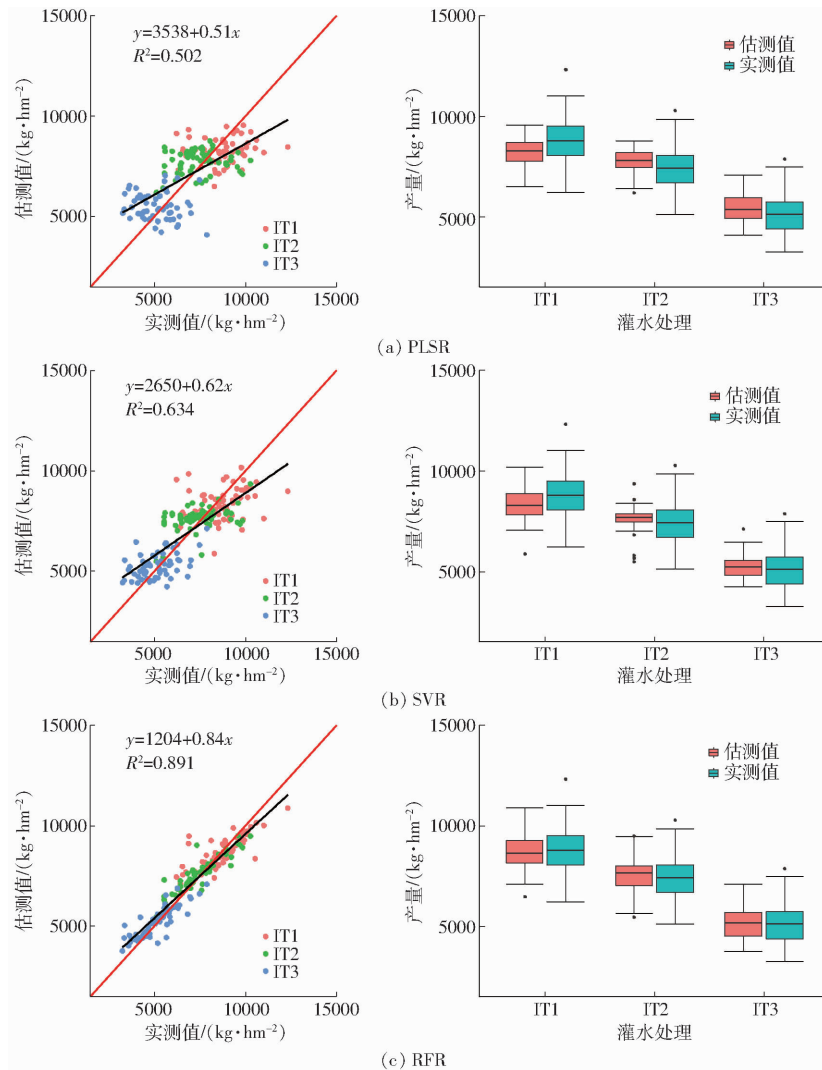 15000
10000
5000
估测值/(kg·hm⁻²)
y=3538+0.51x
R²=0.502
IT1
IT2
IT3
5000 10000 15000
实测值/(kg·hm⁻²)
15000
10000
5000
产量/(kg·hm⁻²)
估测值
实测值
IT1 IT2 IT3
灌水处理
(a) PLSR
15000
10000
5000
估测值/(kg·hm⁻²)
y=2650+0.62x
R²=0.634
IT1
IT2
IT3
5000 10000 15000
实测值/(kg·hm⁻²)
15000
10000
5000
产量/(kg·hm⁻²)
估测值
实测值
IT1 IT2 IT3
灌水处理
(b) SVR
15000
10000
5000
估测值/(kg·hm⁻²)
y=1204+0.84x
R²=0.891
IT1
IT2
IT3
5000 10000 15000
实测值/(kg·hm⁻²)
15000
10000
5000
产量/(kg·hm⁻²)
估测值
实测值
IT1 IT2 IT3
灌水处理
(c) RFR